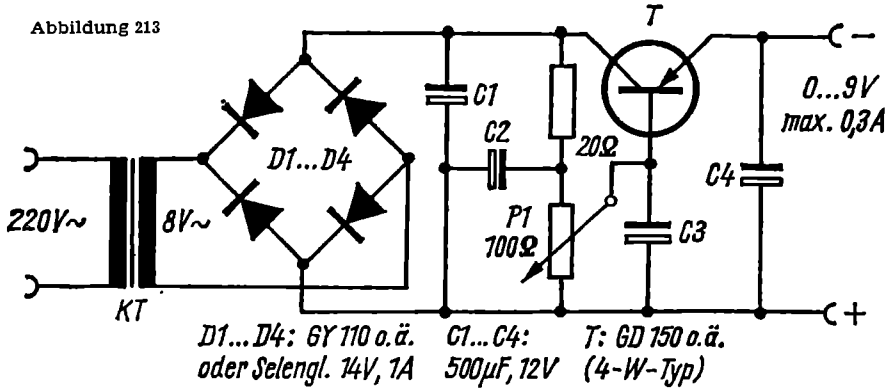 Abbildung 213
T
C1
0...9V
max. 0,3A
C2
20Ω
D1...D4
C4
220V~
8V~
P1
100Ω
C3
KT
D1...D4: GY 110 o.ä.
oder Selengl. 14V, 1A
C1...C4:
500µF, 12V
T: GD 150 o.ä.
(4-W-Typ)
−
+